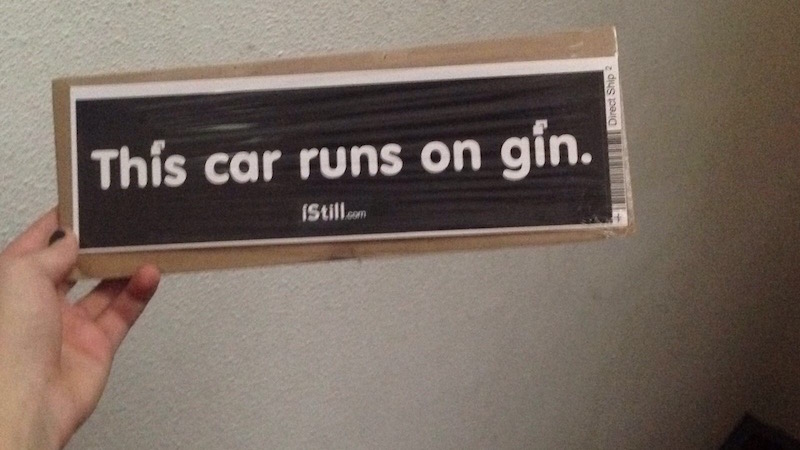 This car runs on gin.
iStill.com
Direct Ship 2